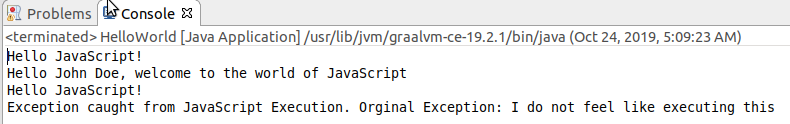 Problems Console
<terminated> HelloWorld [Java Application] /usr/lib/jvm/graalvm-ce-19.2.1/bin/java (Oct 24, 2019, 5:09:23 AM)
Hello JavaScript!
Hello John Doe, welcome to the world of JavaScript
Hello JavaScript!
Exception caught from JavaScript Execution. Orginal Exception: I do not feel like executing this